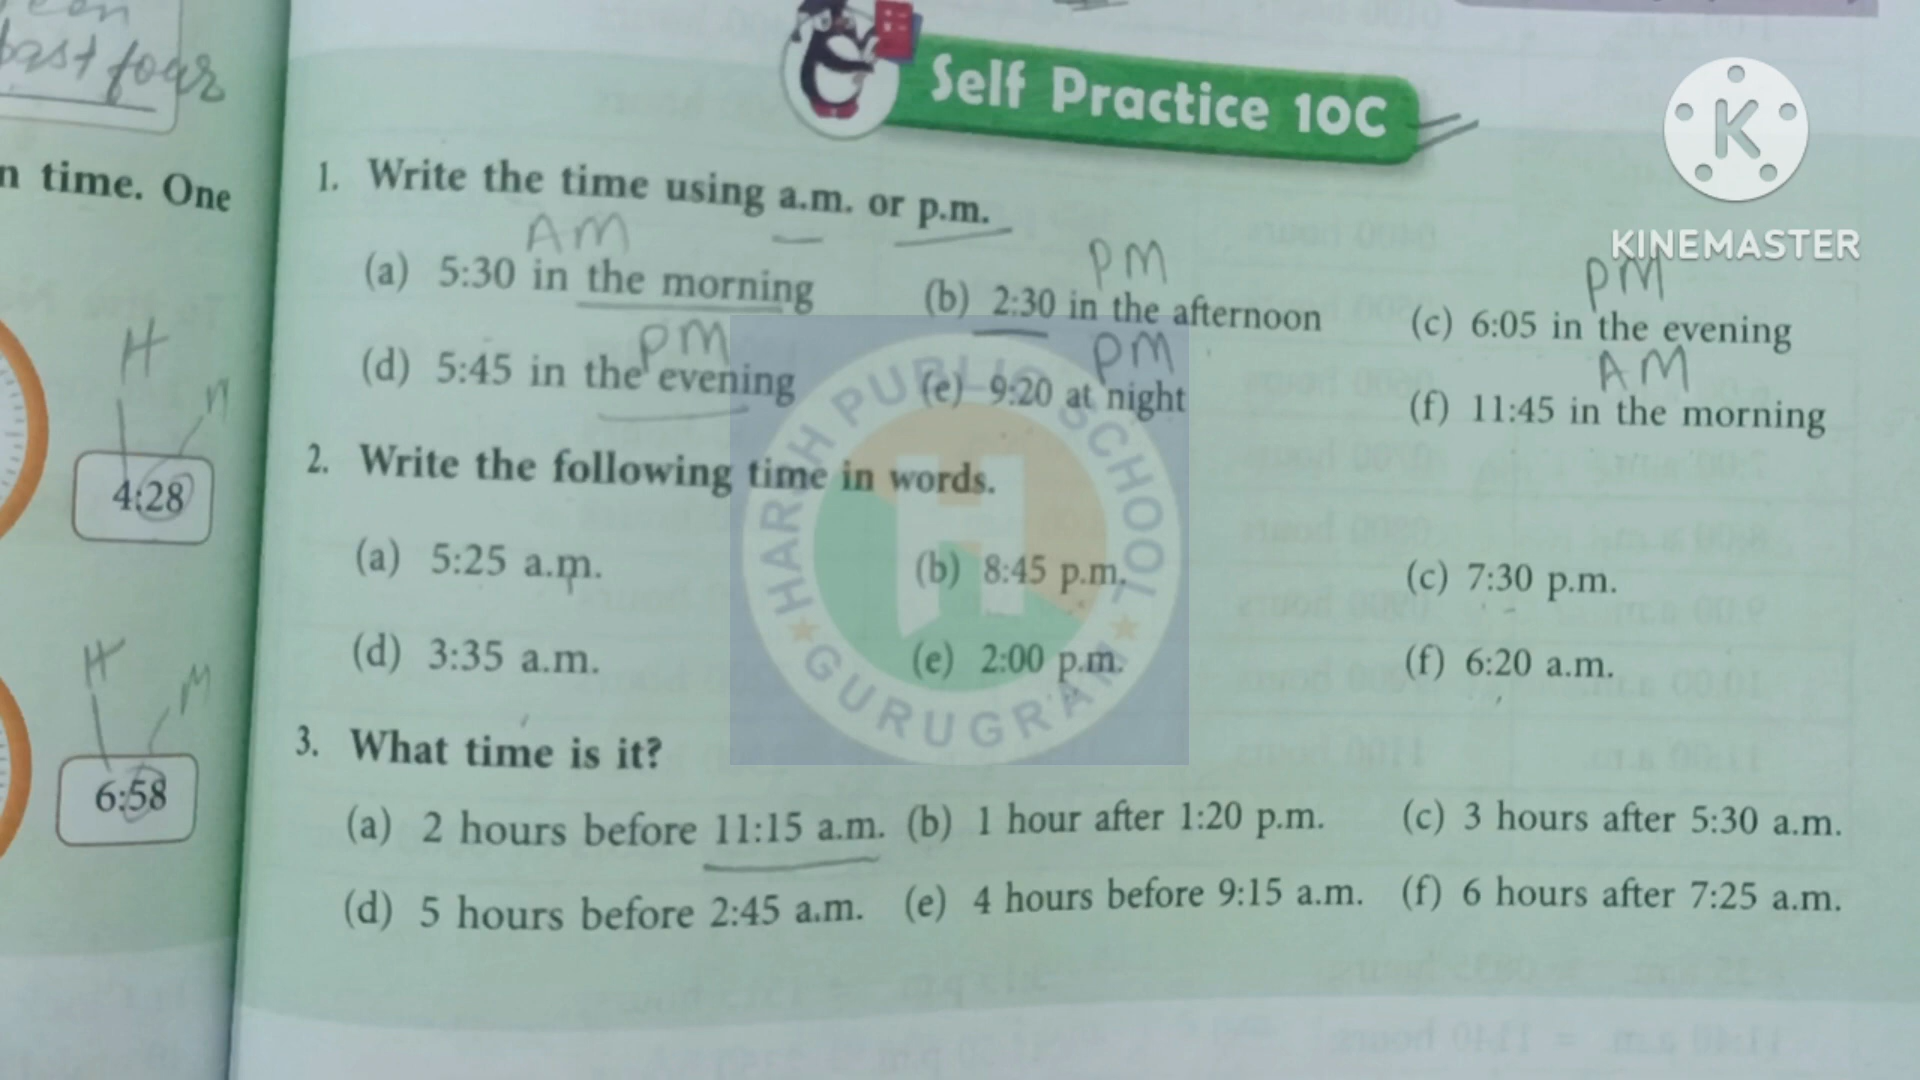 past four
Self Practice 10C
KINEMASTER
n time. One
1. Write the time using a.m. or p.m.
AM PM PM
(a) 5:30 in the morning (b) 2:30 in the afternoon (c) 6:05 in the evening
PM PM AM
(d) 5:45 in the evening (e) 9:20 at night (f) 11:45 in the morning
H M
4:28
2. Write the following time in words.
(a) 5:25 a.m. (b) 8:45 p.m. (c) 7:30 p.m.
(d) 3:35 a.m. (e) 2:00 p.m. (f) 6:20 a.m.
HARSH PUBLIC SCHOOL
H
GURUGRAM
H M
6:58
3. What time is it?
(a) 2 hours before 11:15 a.m. (b) 1 hour after 1:20 p.m. (c) 3 hours after 5:30 a.m.
(d) 5 hours before 2:45 a.m. (e) 4 hours before 9:15 a.m. (f) 6 hours after 7:25 a.m.